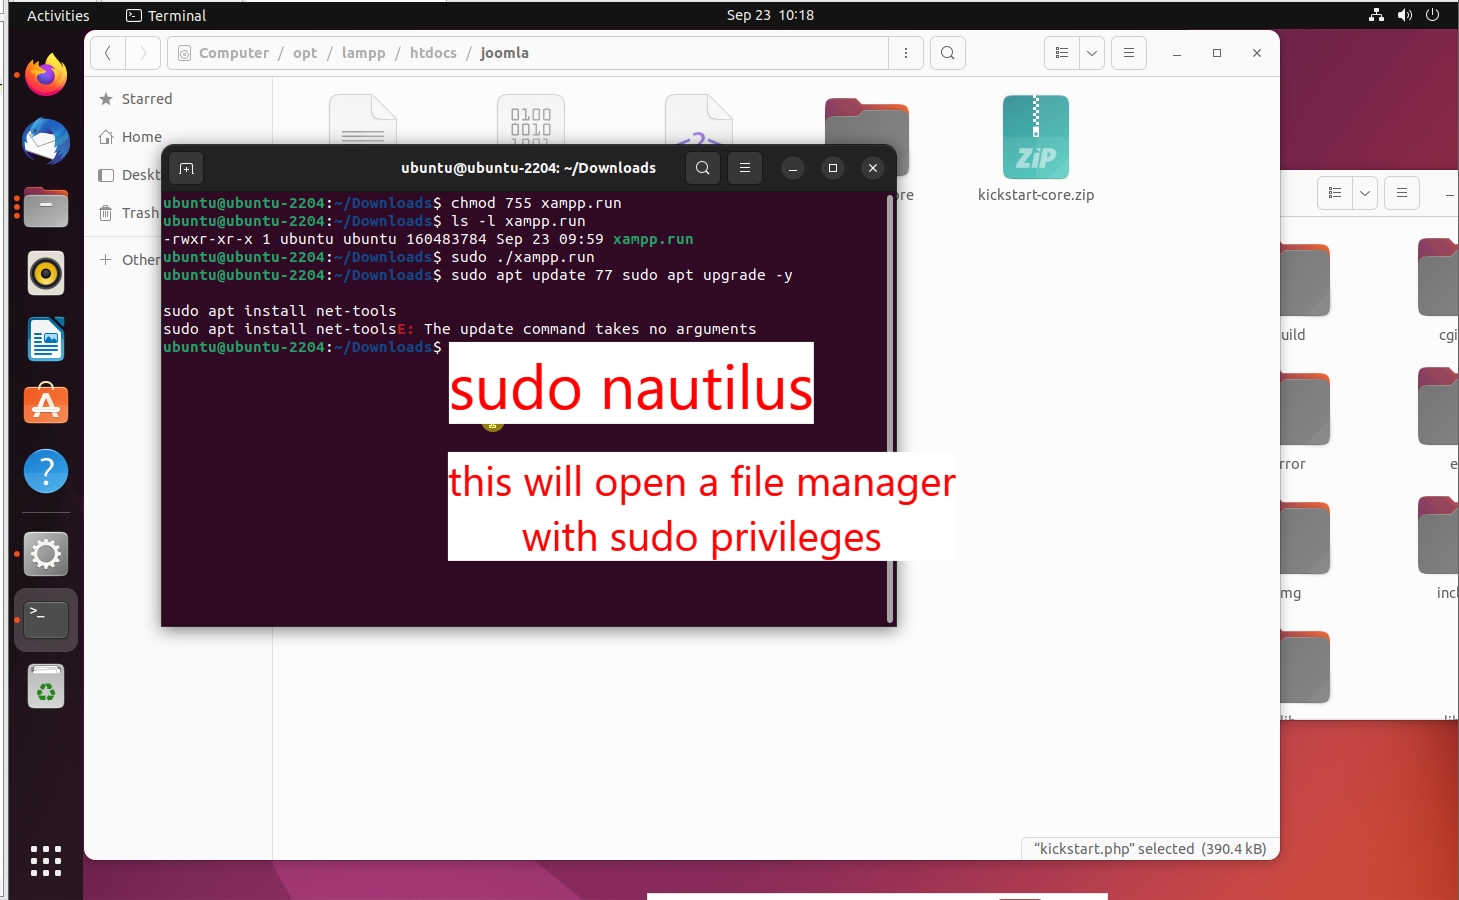 Activities
Terminal
Sep 23 10:18
Computer / opt / lampp / htdocs / joomla
Starred
Home
Deskt
Trash
Other
0100
0010
<?>
ZiP
ore
kickstart-core.zip
ubuntu@ubuntu-2204: ~/Downloads
ubuntu@ubuntu-2204:~/Downloads$ chmod 755 xampp.run
ubuntu@ubuntu-2204:~/Downloads$ ls -l xampp.run
-rwxr-xr-x 1 ubuntu ubuntu 160483784 Sep 23 09:59 xampp.run
ubuntu@ubuntu-2204:~/Downloads$ sudo ./xampp.run
ubuntu@ubuntu-2204:~/Downloads$ sudo apt update 77 sudo apt upgrade -y
sudo apt install net-tools
sudo apt install net-toolsE: The update command takes no arguments
ubuntu@ubuntu-2204:~/Downloads$
sudo nautilus
this will open a file manager
with sudo privileges
uild
cgi
rror
e
mg
incl
"kickstart.php" selected (390.4 kB)